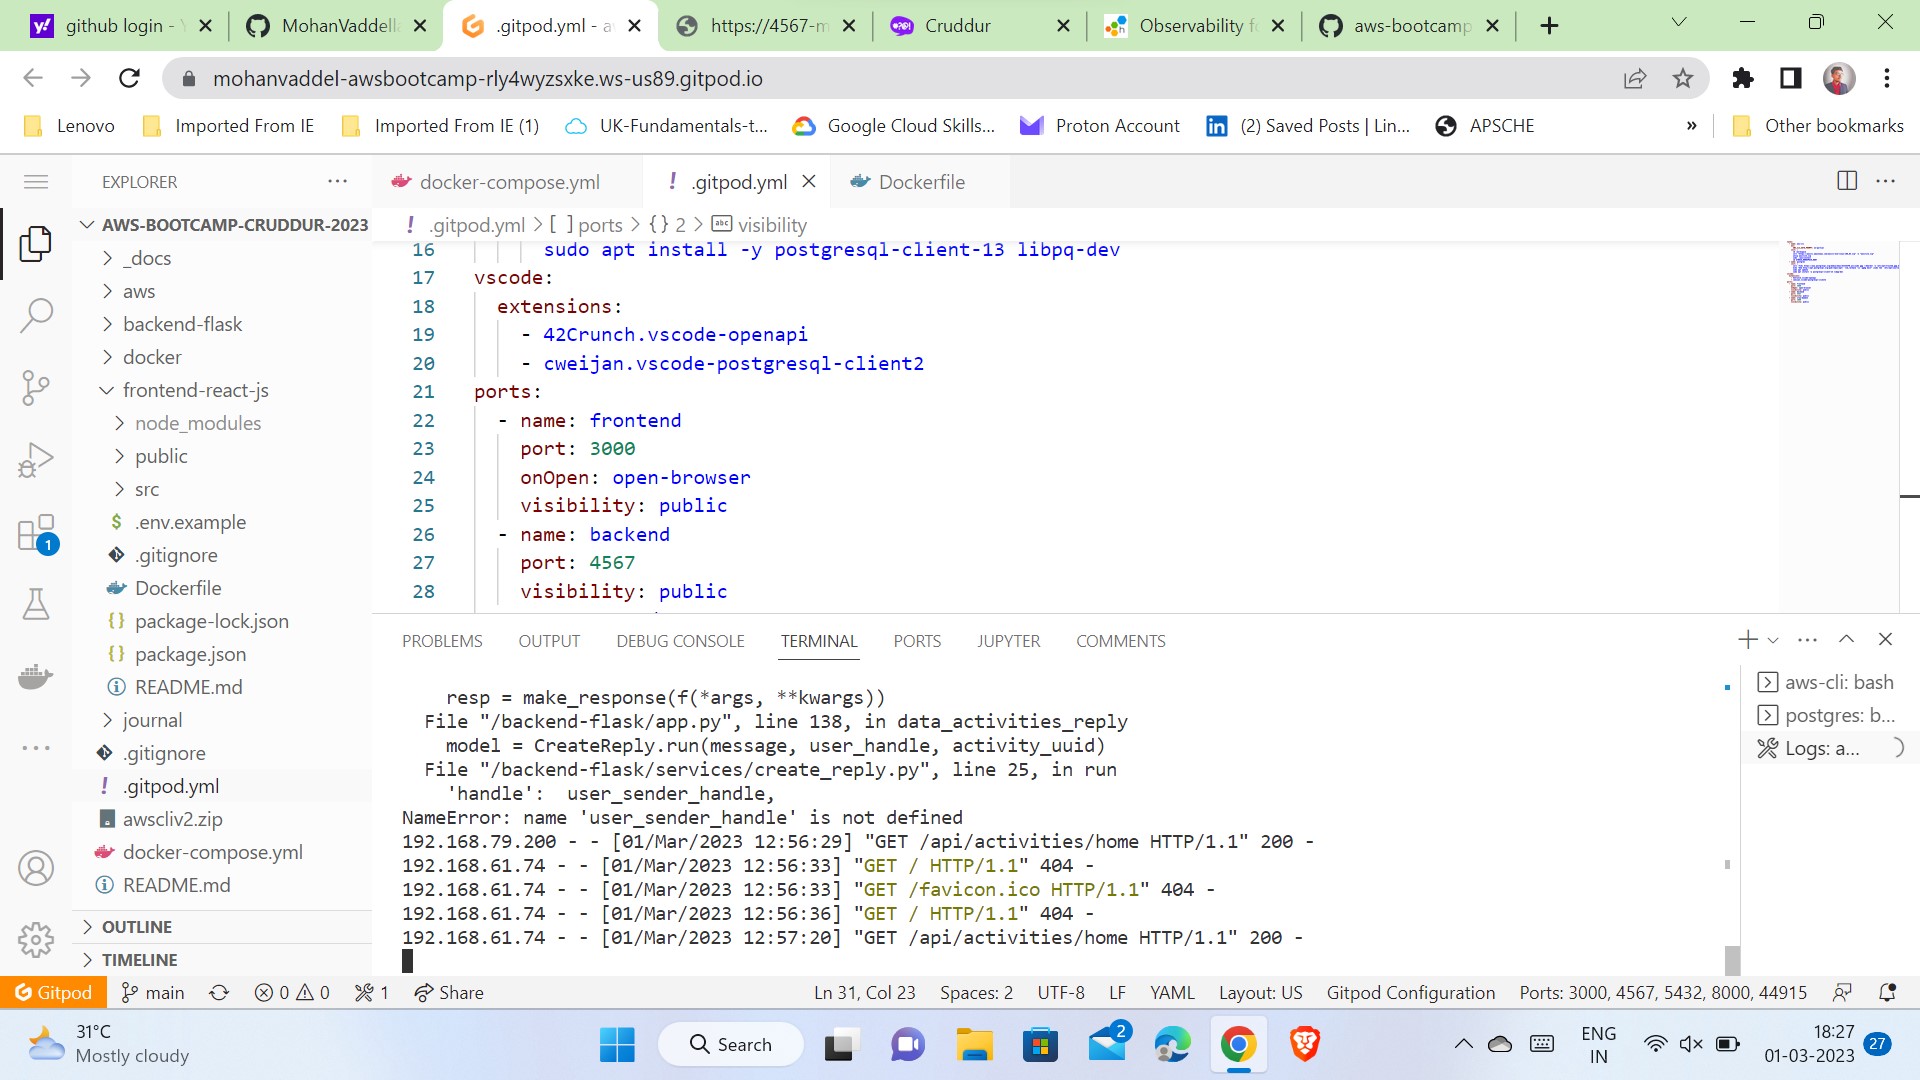 github login - Y
MohanVaddella
.gitpod.yml - a
https://4567-m
Cruddur
Observability f
aws-bootcamp
mohanvaddel-awsbootcamp-rly4wyzsxke.ws-us89.gitpod.io
Lenovo
Imported From IE
Imported From IE (1)
UK-Fundamentals-t...
Google Cloud Skills...
Proton Account
(2) Saved Posts | Lin...
APSCHE
»
Other bookmarks
EXPLORER
docker-compose.yml
.gitpod.yml
Dockerfile
.gitpod.yml > [ ] ports > {} 2 > abc visibility
AWS-BOOTCAMP-CRUDDUR-2023
_docs
aws
backend-flask
docker
frontend-react-js
node_modules
public
src
.env.example
.gitignore
Dockerfile
package-lock.json
package.json
README.md
journal
.gitignore
.gitpod.yml
awscliv2.zip
docker-compose.yml
README.md
OUTLINE
TIMELINE
1
16 sudo apt install -y postgresql-client-13 libpq-dev
17 vscode:
18 extensions:
19 - 42Crunch.vscode-openapi
20 - cweijan.vscode-postgresql-client2
21 ports:
22 - name: frontend
23 port: 3000
24 onOpen: open-browser
25 visibility: public
26 - name: backend
27 port: 4567
28 visibility: public
PROBLEMS OUTPUT DEBUG CONSOLE TERMINAL PORTS JUPYTER COMMENTS
resp = make_response(f(*args, **kwargs))
File "/backend-flask/app.py", line 138, in data_activities_reply
model = CreateReply.run(message, user_handle, activity_uuid)
File "/backend-flask/services/create_reply.py", line 25, in run
'handle':  user_sender_handle,
NameError: name 'user_sender_handle' is not defined
192.168.79.200 - - [01/Mar/2023 12:56:29] "GET /api/activities/home HTTP/1.1" 200 -
192.168.61.74 - - [01/Mar/2023 12:56:33] "GET / HTTP/1.1" 404 -
192.168.61.74 - - [01/Mar/2023 12:56:33] "GET /favicon.ico HTTP/1.1" 404 -
192.168.61.74 - - [01/Mar/2023 12:56:36] "GET / HTTP/1.1" 404 -
192.168.61.74 - - [01/Mar/2023 12:57:20] "GET /api/activities/home HTTP/1.1" 200 -
aws-cli: bash
postgres: b...
Logs: a...
Gitpod main 0 0 1 Share
Ln 31, Col 23 Spaces: 2 UTF-8 LF YAML Layout: US Gitpod Configuration Ports: 3000, 4567, 5432, 8000, 44915
31°C
Mostly cloudy
Search
2
ENG
IN
18:27
01-03-2023
27